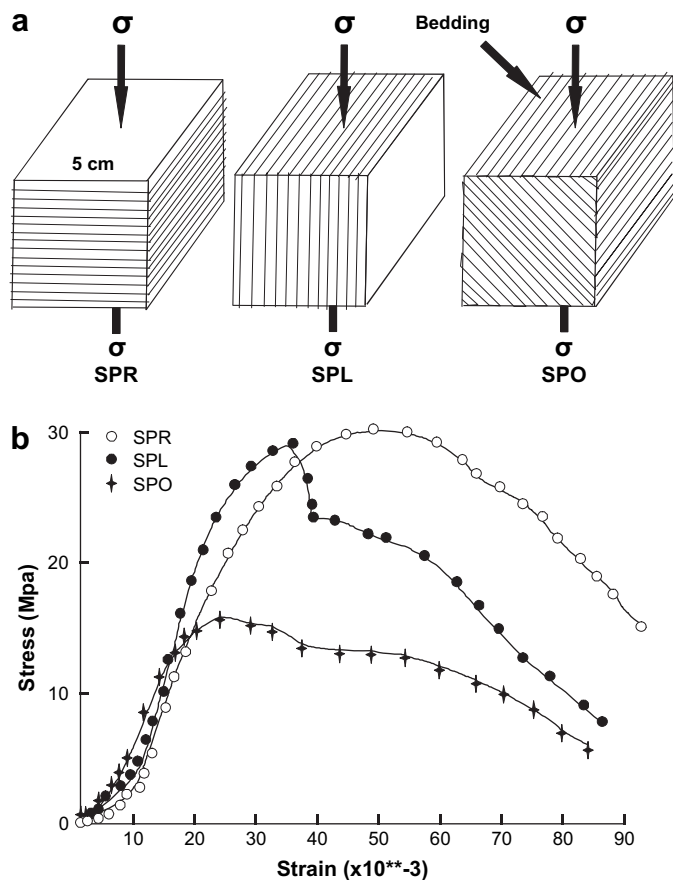 a
σ σ Bedding σ
5 cm
σ σ σ
SPR SPL SPO
b
SPR
SPL
SPO
Stress (Mpa)
30
20
10
0
10 20 30 40 50 60 70 80 90
Strain (x10**-3)